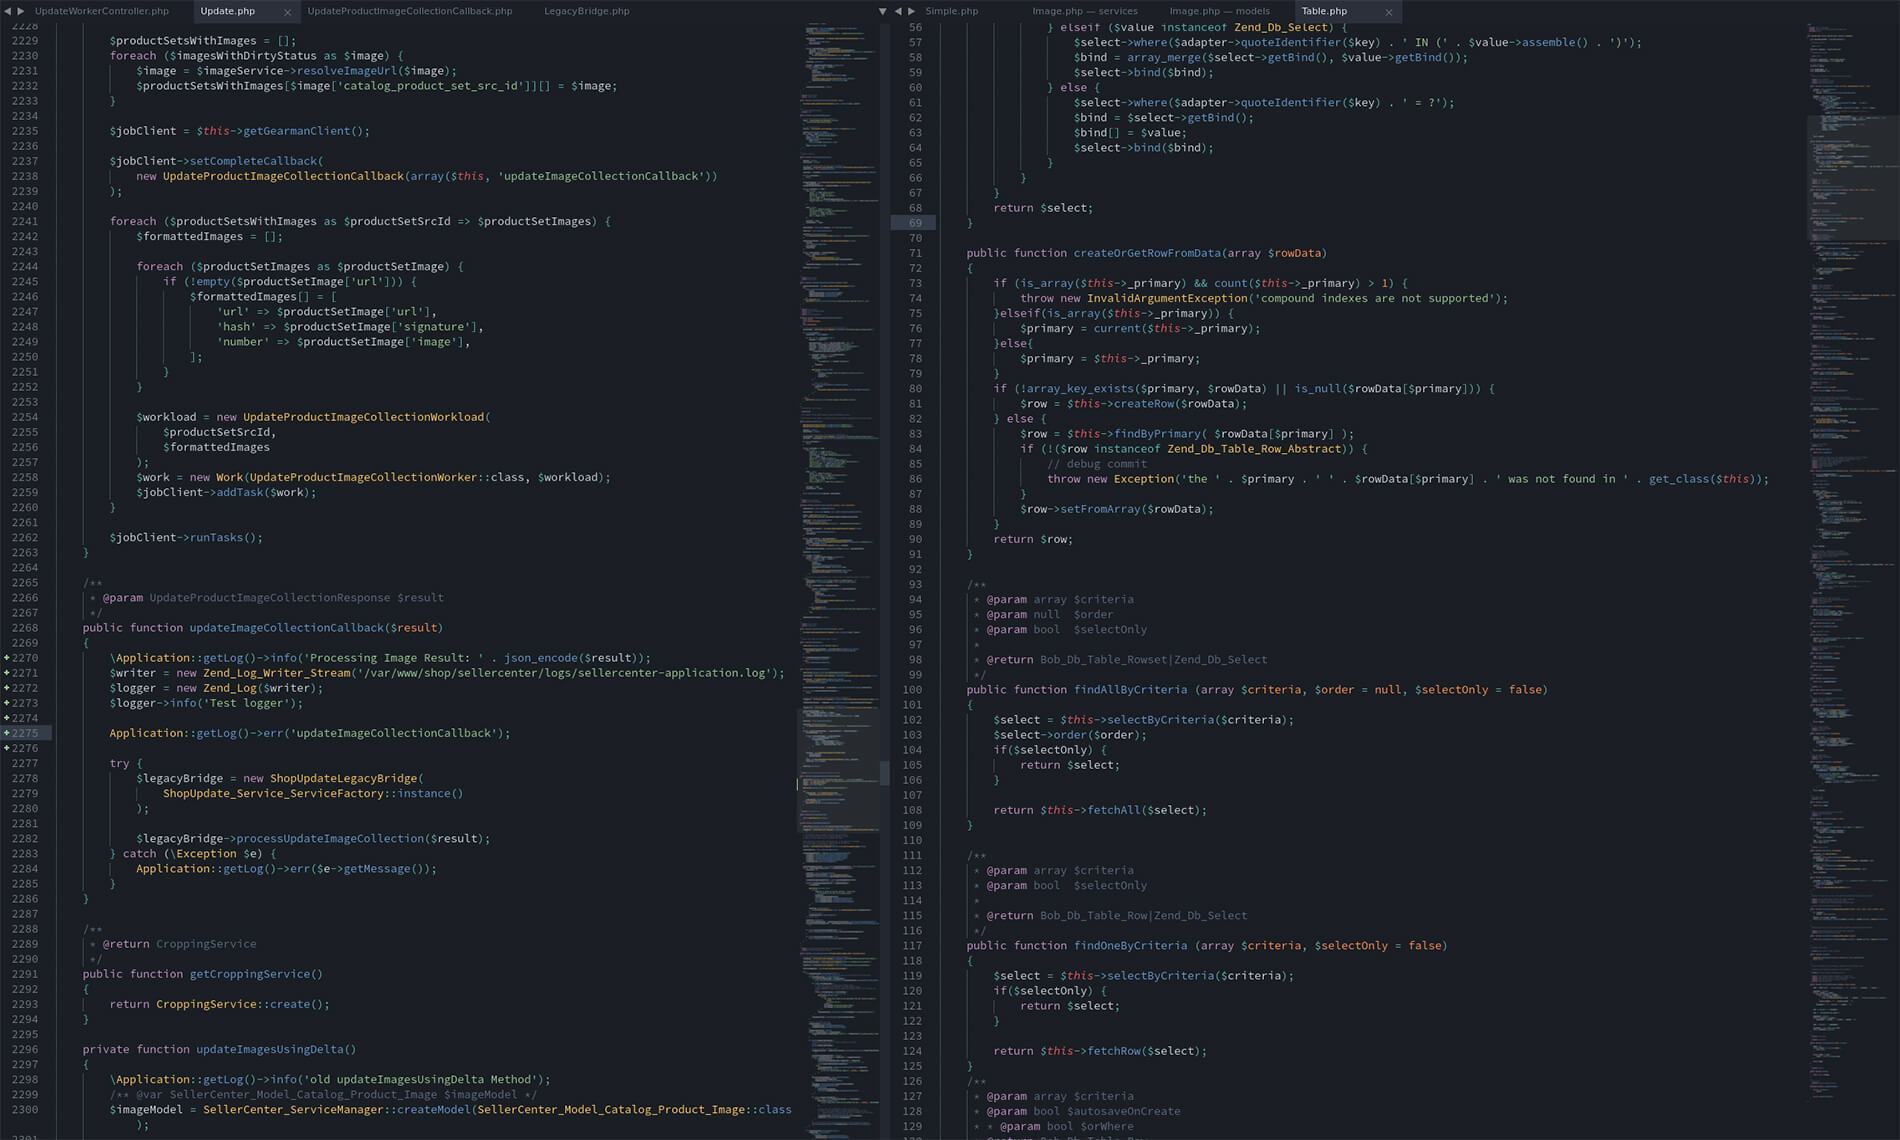 UpdateWorkerController.php
Update.php
UpdateProductImageCollectionCallback.php
LegacyBridge.php
2228
2229 $productSetsWithImages = [];
2230 foreach ($imagesWithDirtyStatus as $image) {
2231 $image = $imageService->resolveImageUrl($image);
2232 $productSetsWithImages[$image['catalog_product_set_src_id']][] = $image;
2233 }
2234
2235 $jobClient = $this->getGearmanClient();
2236
2237 $jobClient->setCompleteCallback(
2238 new UpdateProductImageCollectionCallback(array($this, 'updateImageCollectionCallback'))
2239 );
2240
2241 foreach ($productSetsWithImages as $productSetSrcId => $productSetImages) {
2242 $formattedImages = [];
2243
2244 foreach ($productSetImages as $productSetImage) {
2245 if (!empty($productSetImage['url'])) {
2246 $formattedImages[] = [
2247 'url' => $productSetImage['url'],
2248 'hash' => $productSetImage['signature'],
2249 'number' => $productSetImage['image'],
2250 ];
2251 }
2252 }
2253
2254 $workload = new UpdateProductImageCollectionWorkload(
2255 $productSetSrcId,
2256 $formattedImages
2257 );
2258 $work = new Work(UpdateProductImageCollectionWorker::class, $workload);
2259 $jobClient->addTask($work);
2260 }
2261
2262 $jobClient->runTasks();
2263 }
2264
2265 /**
2266 * @param UpdateProductImageCollectionResponse $result
2267 */
2268 public function updateImageCollectionCallback($result)
2269 {
+ 2270 \Application::getLog()->info('Processing Image Result: ' . json_encode($result));
+ 2271 $writer = new Zend_Log_Writer_Stream('/var/www/shop/sellercenter/logs/sellercenter-application.log');
+ 2272 $logger = new Zend_Log($writer);
+ 2273 $logger->info('Test logger');
+ 2274
+ 2275 Application::getLog()->err('updateImageCollectionCallback');
+ 2276
2277 try {
2278 $legacyBridge = new ShopUpdateLegacyBridge(
2279 ShopUpdate_Service_ServiceFactory::instance()
2280 );
2281
2282 $legacyBridge->processUpdateImageCollection($result);
2283 } catch (\Exception $e) {
2284 Application::getLog()->err($e->getMessage());
2285 }
2286 }
2287
2288 /**
2289 * @return CroppingService
2290 */
2291 public function getCroppingService()
2292 {
2293 return CroppingService::create();
2294 }
2295
2296 private function updateImagesUsingDelta()
2297 {
2298 \Application::getLog()->info('old updateImagesUsingDelta Method');
2299 /** @var SellerCenter_Model_Catalog_Product_Image $imageModel */
2300 $imageModel = SellerCenter_ServiceManager::createModel(SellerCenter_Model_Catalog_Product_Image::class
);
2301
Simple.php
Image.php — services
Image.php — models
Table.php
56 } elseif ($value instanceof Zend_Db_Select) {
57 $select->where($adapter->quoteIdentifier($key) . ' IN (' . $value->assemble() . ')');
58 $bind = array_merge($select->getBind(), $value->getBind());
59 $select->bind($bind);
60 } else {
61 $select->where($adapter->quoteIdentifier($key) . ' = ?');
62 $bind = $select->getBind();
63 $bind[] = $value;
64 $select->bind($bind);
65 }
66 }
67 }
68 return $select;
69 }
70
71 public function createOrGetRowFromData(array $rowData)
72 {
73 if (is_array($this->_primary) && count($this->_primary) > 1) {
74 throw new InvalidArgumentException('compound indexes are not supported');
75 }elseif(is_array($this->_primary)) {
76 $primary = current($this->_primary);
77 }else{
78 $primary = $this->_primary;
79 }
80 if (!array_key_exists($primary, $rowData) || is_null($rowData[$primary])) {
81 $row = $this->createRow($rowData);
82 } else {
83 $row = $this->findByPrimary( $rowData[$primary] );
84 if (!($row instanceof Zend_Db_Table_Row_Abstract)) {
85 // debug commit
86 throw new Exception('the ' . $primary . ' ' . $rowData[$primary] . ' was not found in ' . get_class($this));
87 }
88 $row->setFromArray($rowData);
89 }
90 return $row;
91 }
92
93 /**
94 * @param array $criteria
95 * @param null $order
96 * @param bool $selectOnly
97 *
98 * @return Bob_Db_Table_Rowset|Zend_Db_Select
99 */
100 public function findAllByCriteria (array $criteria, $order = null, $selectOnly = false)
101 {
102 $select = $this->selectByCriteria($criteria);
103 $select->order($order);
104 if($selectOnly) {
105 return $select;
106 }
107
108 return $this->fetchAll($select);
109 }
110
111 /**
112 * @param array $criteria
113 * @param bool $selectOnly
114 *
115 * @return Bob_Db_Table_Row|Zend_Db_Select
116 */
117 public function findOneByCriteria (array $criteria, $selectOnly = false)
118 {
119 $select = $this->selectByCriteria($criteria);
120 if($selectOnly) {
121 return $select;
122 }
123
124 return $this->fetchRow($select);
125 }
126 /**
127 * @param array $criteria
128 * @param bool $autosaveOnCreate
129 * * @param bool $orWhere